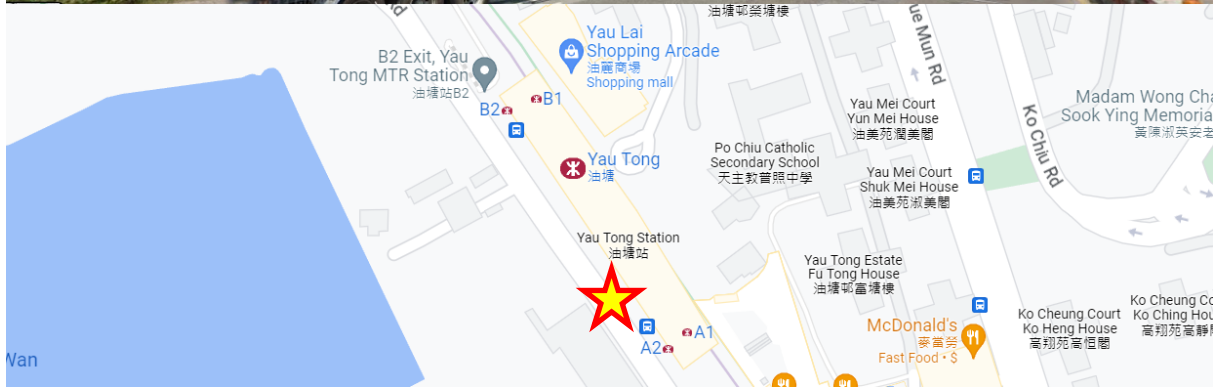 油塘邨榮塘樓
Yau Lai
Shopping Arcade
油麗商場
Shopping mall
B2 Exit, Yau
Tong MTR Station
油塘站B2
B1
B2
Yau Tong
油塘
Po Chiu Catholic
Secondary School
天主教普照中學
Yau Mei Court
Yun Mei House
油美苑潤美閣
Yau Mei Court
Shuk Mei House
油美苑淑美閣
ue Mun Rd
Ko Chiu Rd
Madam Wong Cha
Sook Ying Memoria
黃陳淑英安老
Yau Tong Station
油塘站
Yau Tong Estate
Fu Tong House
油塘邨富塘樓
A1
A2
McDonald's
麥當勞
Fast Food • $
Ko Cheung Court
Ko Heng House
高翔苑高恒閣
Ko Cheung Co
Ko Ching Hou
高翔苑高靜
Wan